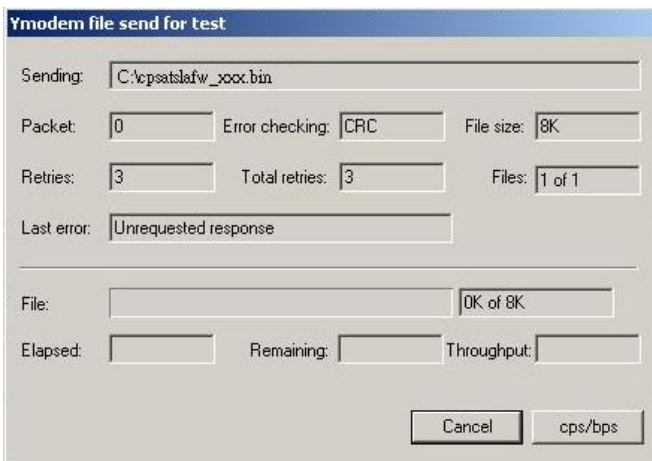 Ymodem file send for test
Sending: C:\cpsatslafw_xxx.bin
Packet: 0 Error checking: CRC File size: 8K
Retries: 3 Total retries: 3 Files: 1 of 1
Last error: Unrequested response
File: 0K of 8K
Elapsed: Remaining: Throughput:
Cancel cps/bps